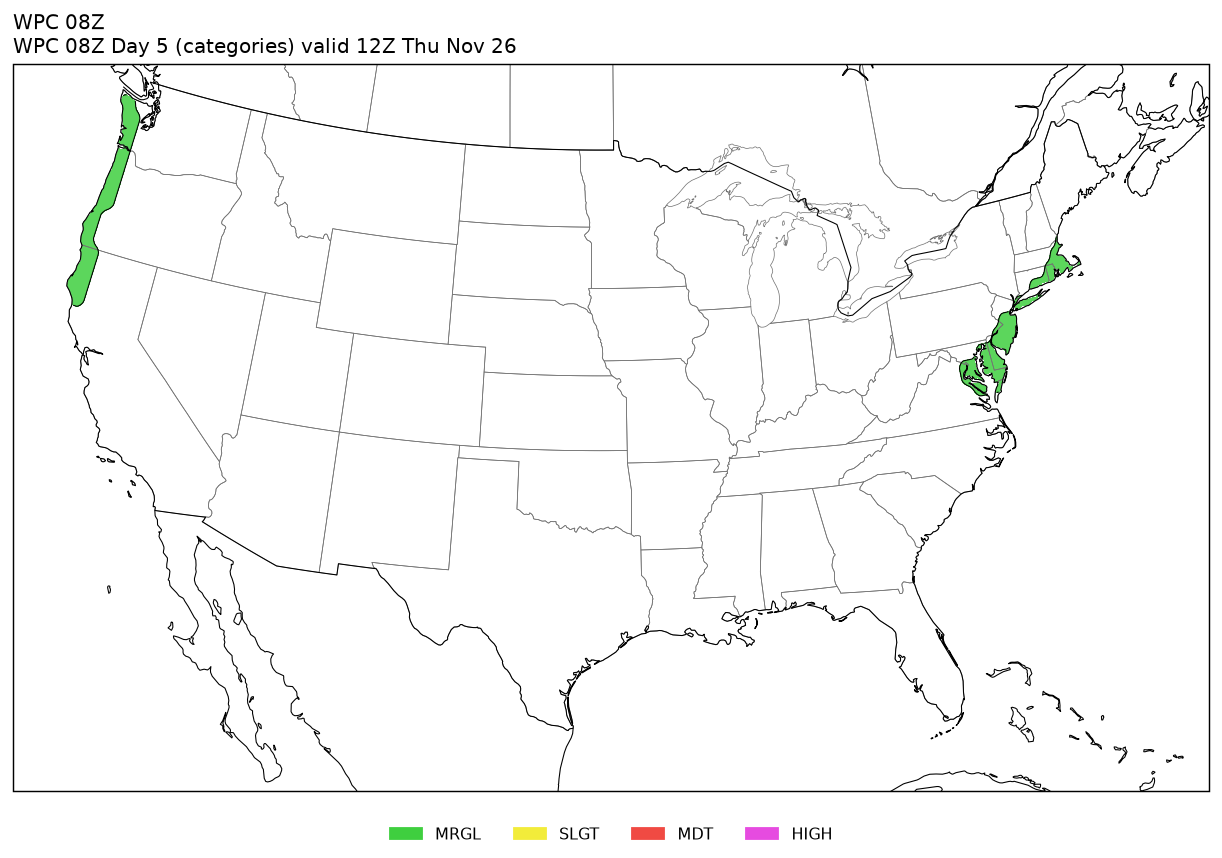 WPC 08Z
WPC 08Z Day 5 (categories) valid 12Z Thu Nov 26
MRGL SLGT MDT HIGH